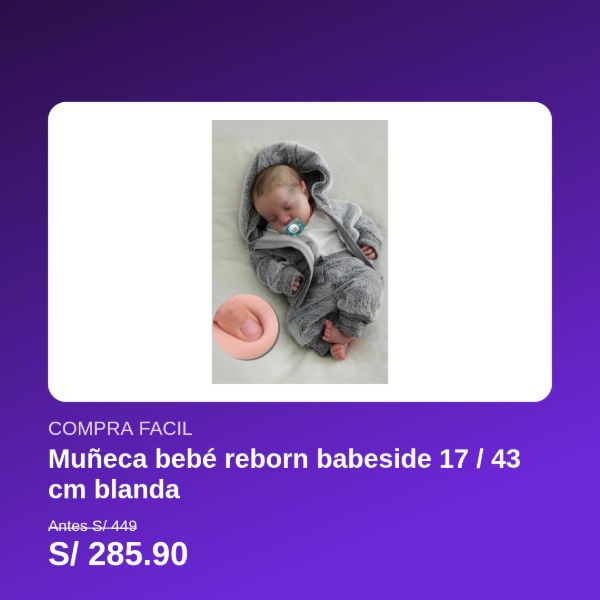 COMPRA FACIL
Muñeca bebé reborn babeside 17 / 43
cm blanda
Antes S/ 449
S/ 285.90